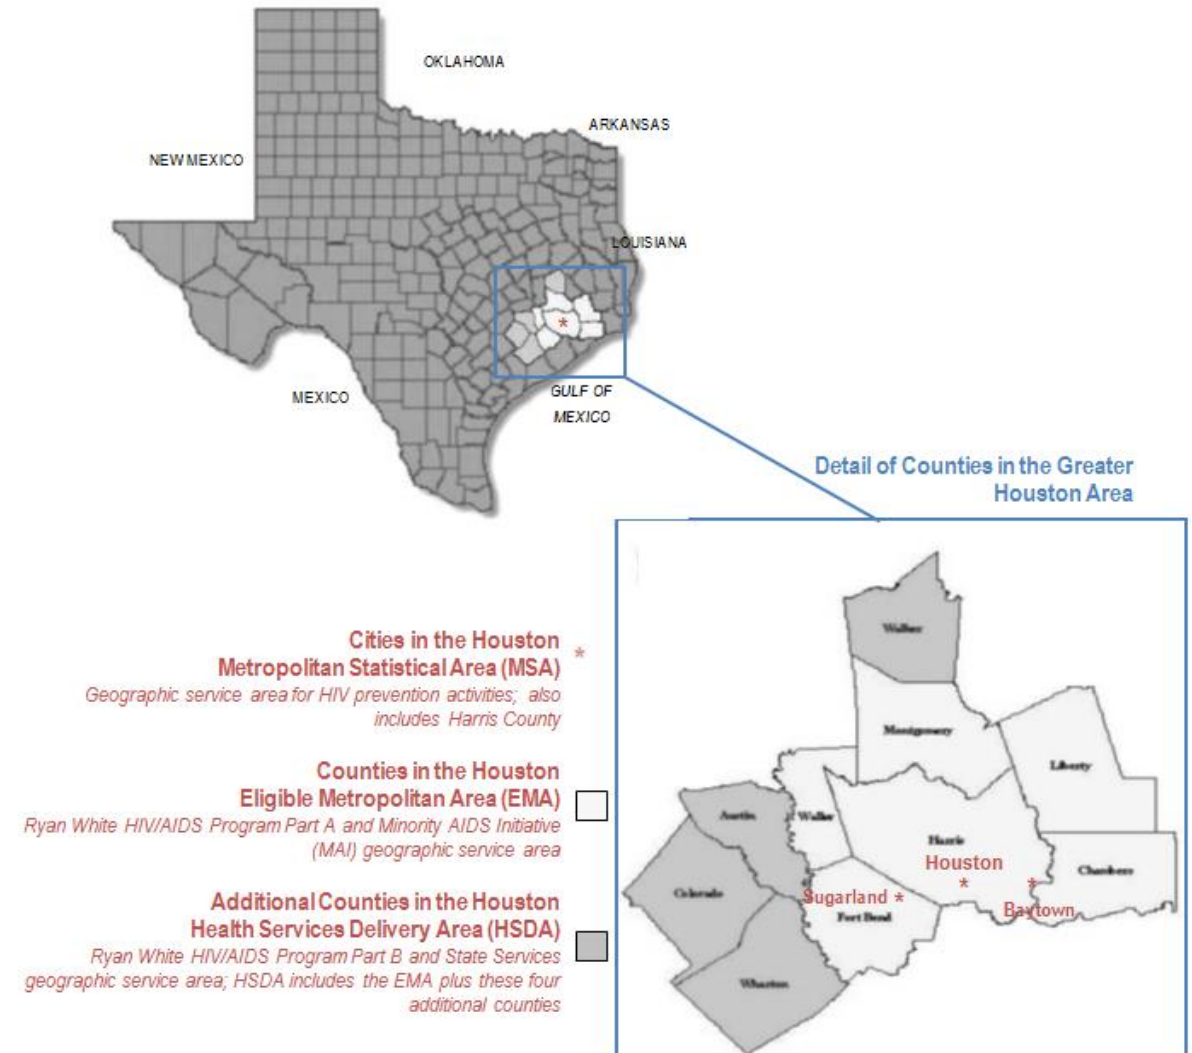 OKLAHOMA
ARKANSAS
NEW MEXICO
LOUISIANA
MEXICO
GULF OF
MEXICO
*
Detail of Counties in the Greater
Houston Area
Cities in the Houston
Metropolitan Statistical Area (MSA)
*
Geographic service area for HIV prevention activities; also
includes Harris County
Counties in the Houston
Eligible Metropolitan Area (EMA)
Ryan White HIV/AIDS Program Part A and Minority AIDS Initiative
(MAI) geographic service area
Additional Counties in the Houston
Health Services Delivery Area (HSDA)
Ryan White HIV/AIDS Program Part B and State Services
geographic service area; HSDA includes the EMA plus these four
additional counties
Walker
Montgomery
Liberty
Austin
Waller
Harris
Houston
*
Chambers
Colorado
Sugarland *
Fort Bend
*
Baytown
Wharton